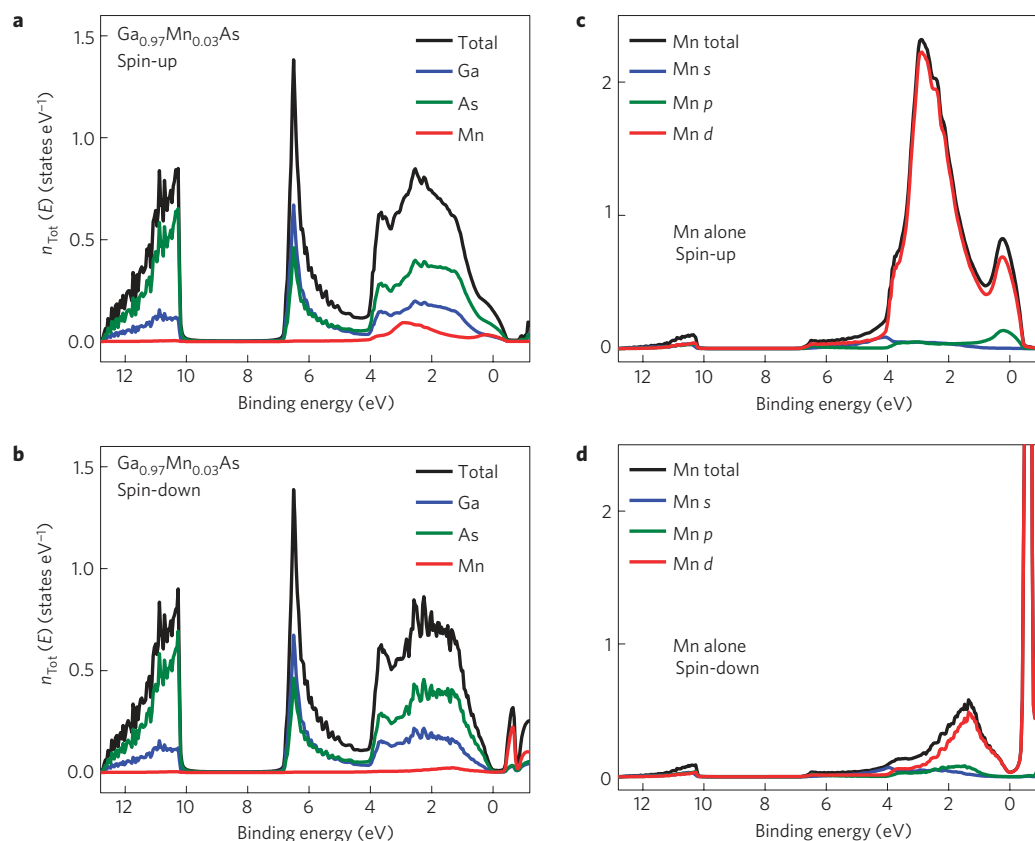 a
Ga0.97Mn0.03As
Spin-up
Total
Ga
As
Mn
1.5
1.0
0.5
0.0
nTot (E) (states eV−1)
12 10 8 6 4 2 0
Binding energy (eV)
c
Mn total
Mn s
Mn p
Mn d
Mn alone
Spin-up
2
1
0
12 10 8 6 4 2 0
Binding energy (eV)
b
Ga0.97Mn0.03As
Spin-down
Total
Ga
As
Mn
1.5
1.0
0.5
0.0
nTot (E) (states eV−1)
12 10 8 6 4 2 0
Binding energy (eV)
d
Mn total
Mn s
Mn p
Mn d
Mn alone
Spin-down
2
1
0
12 10 8 6 4 2 0
Binding energy (eV)